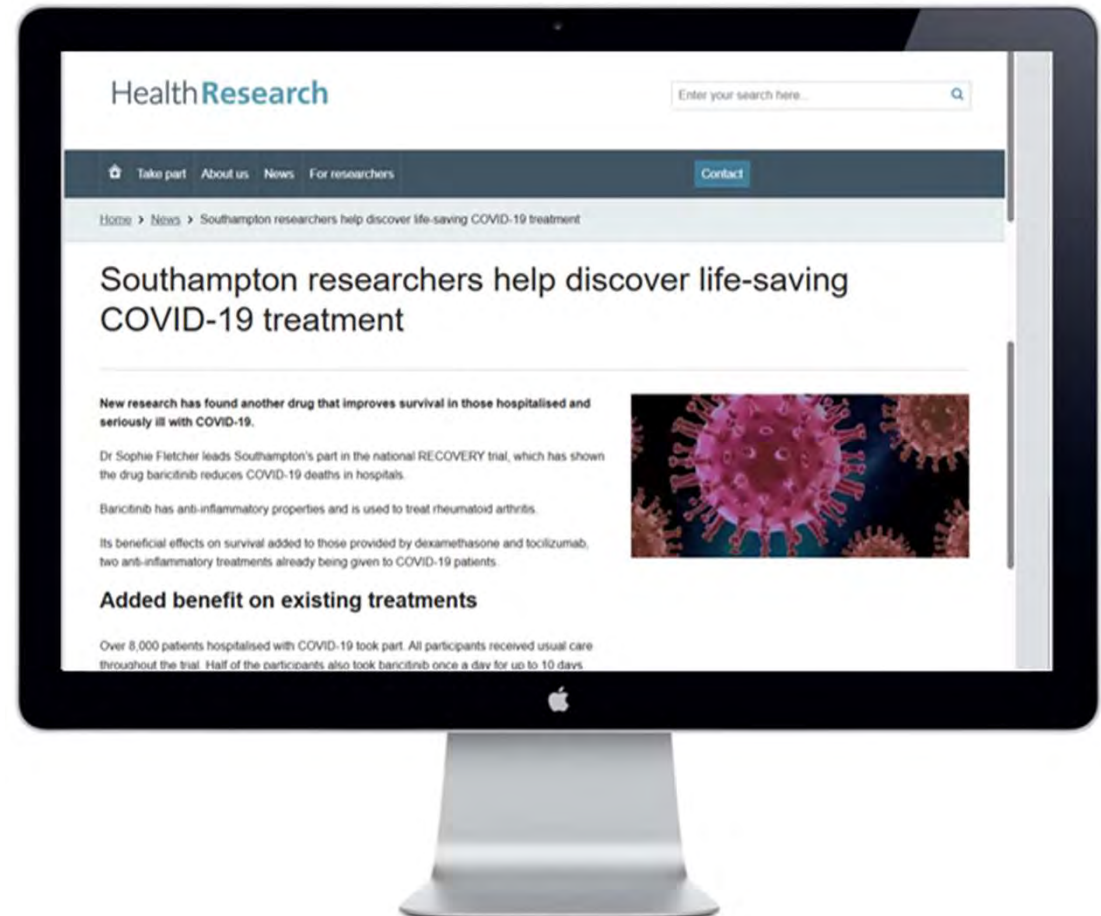 HealthResearch
Enter your search here...
Take part About us News For researchers
Contact
Home > News > Southampton researchers help discover life-saving COVID-19 treatment
Southampton researchers help discover life-saving
COVID-19 treatment
New research has found another drug that improves survival in those hospitalised and
seriously ill with COVID-19.
Dr Sophie Fletcher leads Southampton's part in the national RECOVERY trial, which has shown
the drug baricitinib reduces COVID-19 deaths in hospitals.
Baricitinib has anti-inflammatory properties and is used to treat rheumatoid arthritis.
Its beneficial effects on survival added to those provided by dexamethasone and tocilizumab,
two anti-inflammatory treatments already being given to COVID-19 patients.
Added benefit on existing treatments
Over 8,000 patients hospitalised with COVID-19 took part. All participants received usual care
throughout the trial. Half of the participants also took baricitinib once a day for up to 10 days